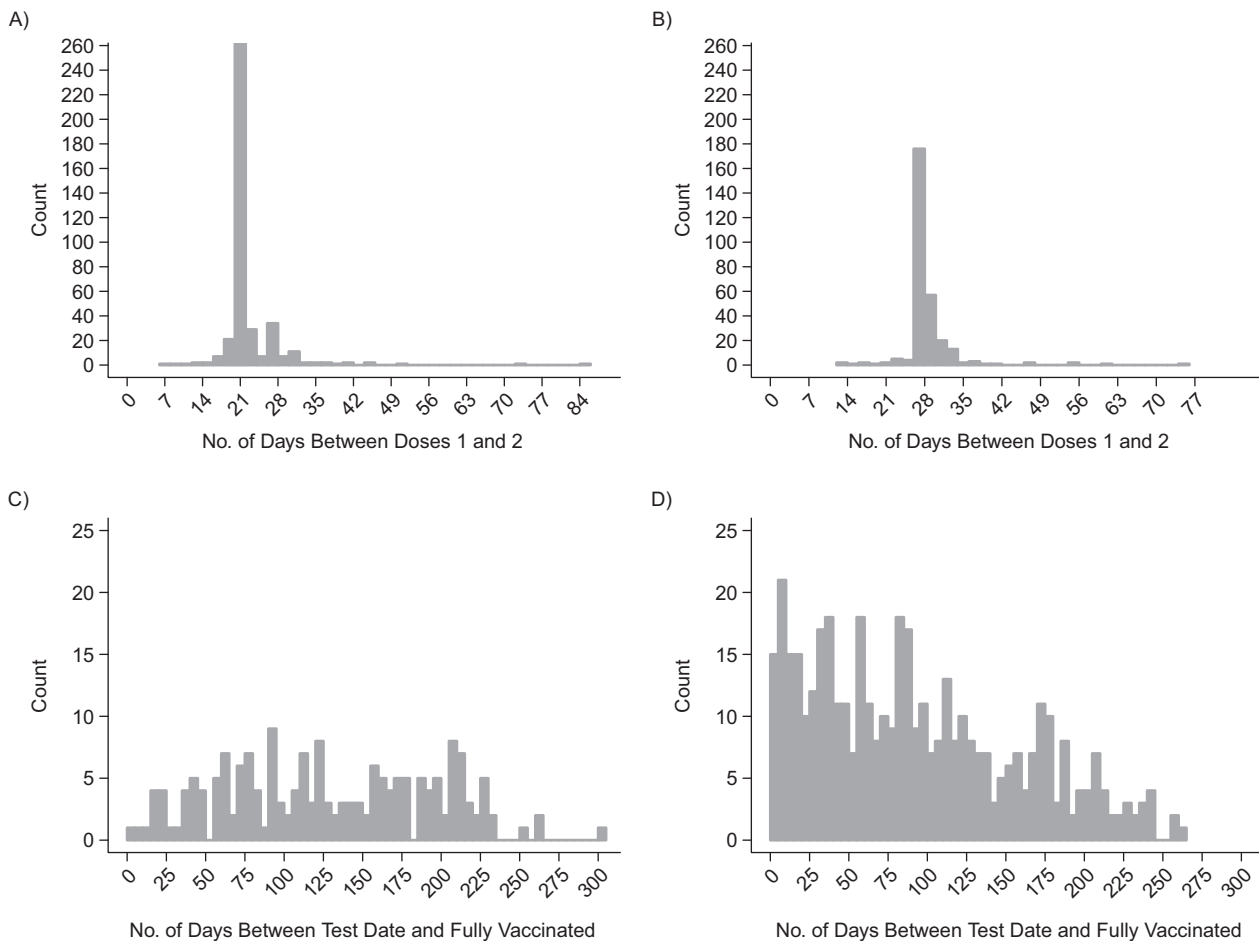 A)
260
240
220
200
180
160
140
120
100
80
60
40
20
0
Count
0 7 14 21 28 35 42 49 56 63 70 77 84
No. of Days Between Doses 1 and 2
B)
260
240
220
200
180
160
140
120
100
80
60
40
20
0
Count
0 7 14 21 28 35 42 49 56 63 70 77
No. of Days Between Doses 1 and 2
C)
25
20
15
10
5
0
Count
0 25 50 75 100 125 150 175 200 225 250 275 300
No. of Days Between Test Date and Fully Vaccinated
D)
25
20
15
10
5
0
Count
0 25 50 75 100 125 150 175 200 225 250 275 300
No. of Days Between Test Date and Fully Vaccinated